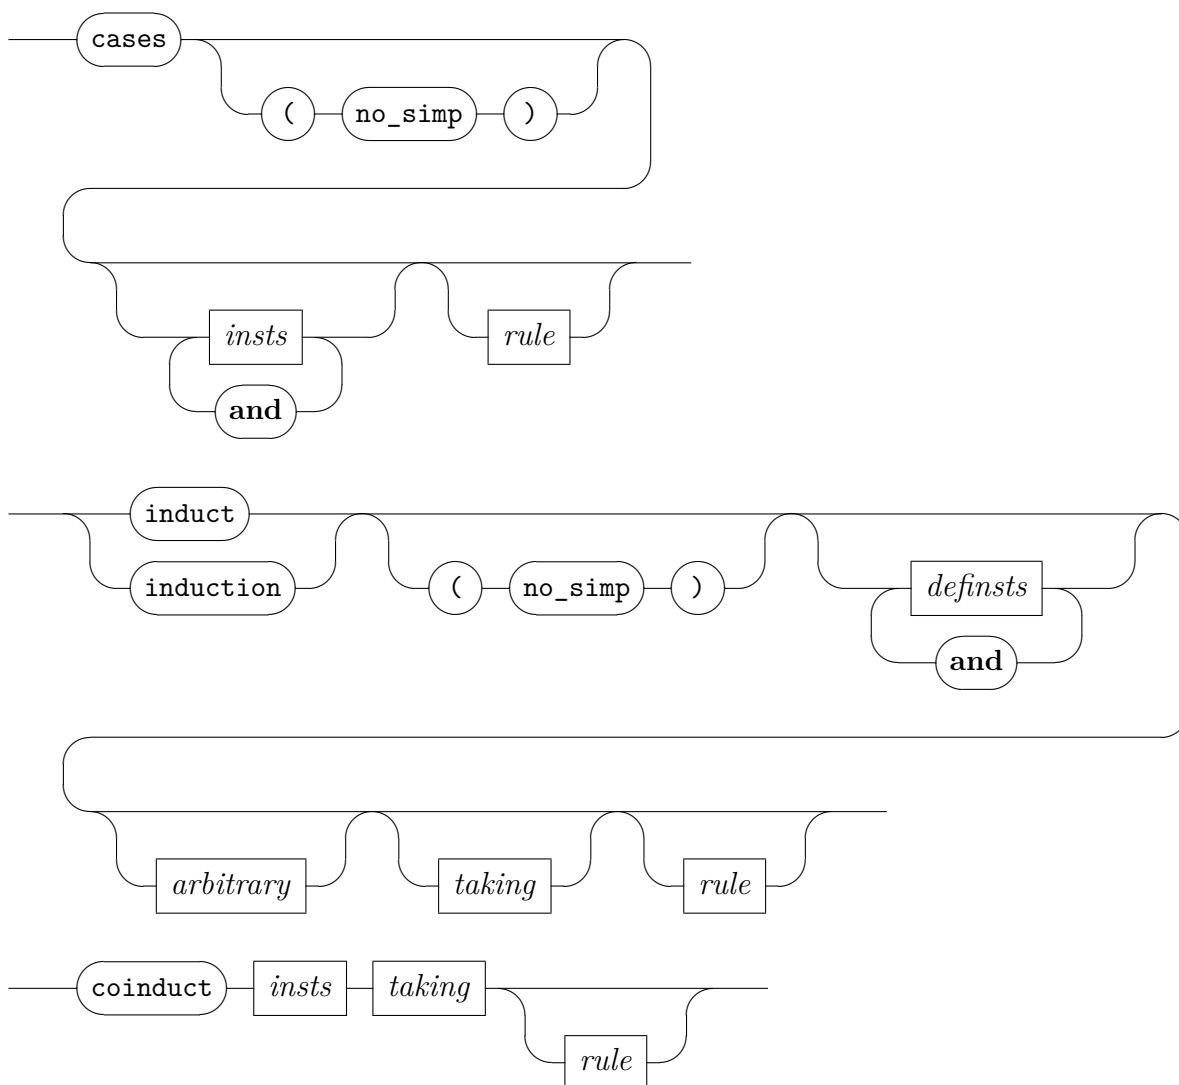 cases
( no_simp )
insts rule
and
induct
induction ( no_simp ) definsts
and
arbitrary taking rule
coinduct insts taking
rule